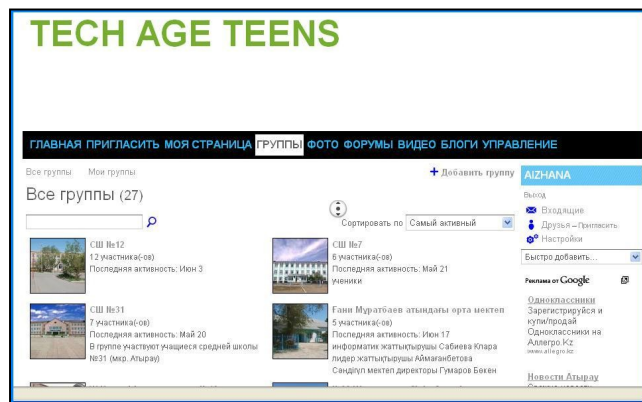 TECH AGE TEENS
ГЛАВНАЯ ПРИГЛАСИТЬ МОЯ СТРАНИЦА ГРУППЫ ФОТО ФОРУМЫ ВИДЕО БЛОГИ УПРАВЛЕНИЕ
Все группы Мои группы
+ Добавить группу
Все группы (27)
Сортировать по Самый активный
СШ №12
12 участника(-ов)
Последняя активность: Июн 3
СШ №7
6 участника(-ов)
Последняя активность: Май 21
ученики
СШ №31
7 участника(-ов)
Последняя активность: Май 20
В группе участвуют учащиеся средней школы
№31 (мкр. Атырау)
Гани Муратбаев атындағы орта мектеп
5 участника(-ов)
Последняя активность: Июн 17
информатик жаттықтырушы Сабиева Клара
лидер жаттықтырушы Аймағанбетова
Сандігүл мектеп директоры Гумаров Бекен
AIZHANA
Выход
Входящие
Друзья – Пригласить
Настройки
Быстро добавить...
Реклама от Google
Одноклассники
Зарегистрируйся и
купи/продай
Одноклассники на
Аллегро.Kz
www.allegro.kz
Новости Атырау